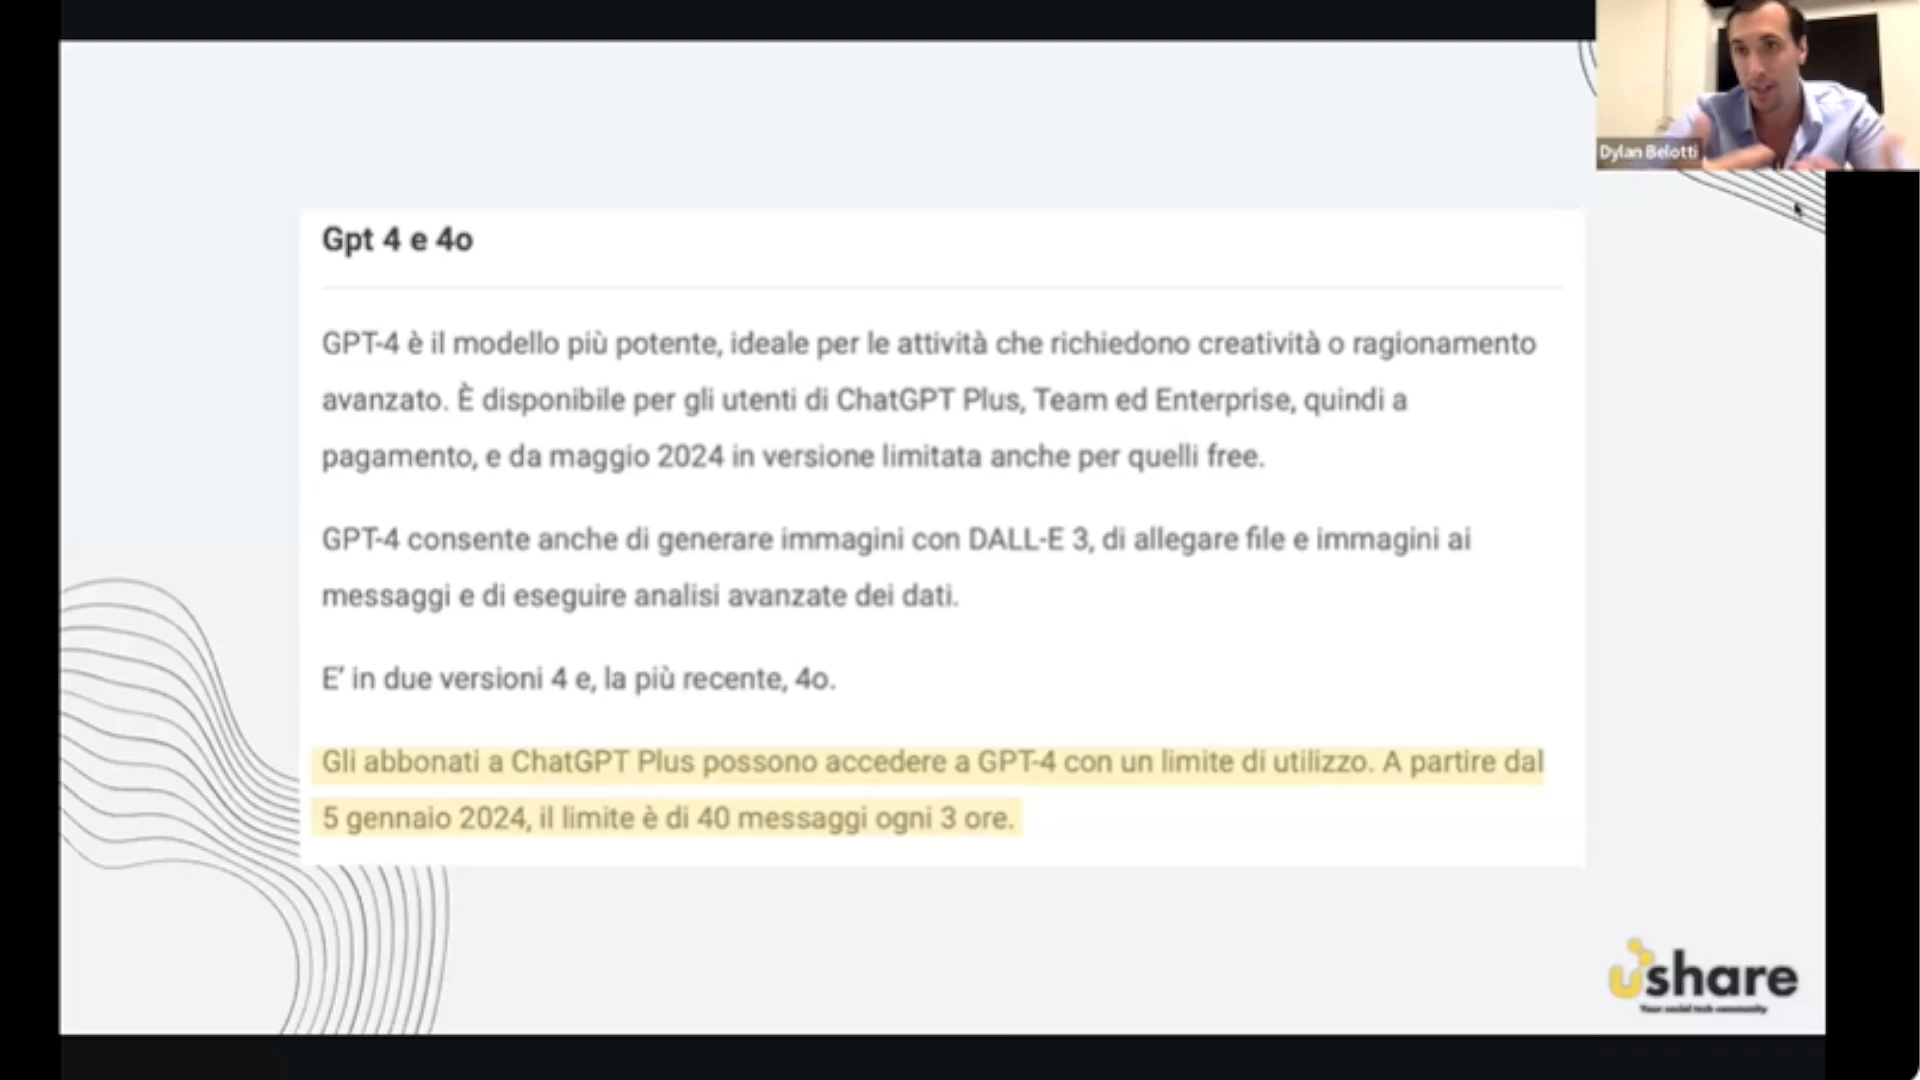 Dylan Belotti
Gpt 4 e 4o
GPT-4 è il modello più potente, ideale per le attività che richiedono creatività o ragionamento
avanzato. È disponibile per gli utenti di ChatGPT Plus, Team ed Enterprise, quindi a
pagamento, e da maggio 2024 in versione limitata anche per quelli free.
GPT-4 consente anche di generare immagini con DALL-E 3, di allegare file e immagini ai
messaggi e di eseguire analisi avanzate dei dati.
E’ in due versioni 4 e, la più recente, 4o.
Gli abbonati a ChatGPT Plus possono accedere a GPT-4 con un limite di utilizzo. A partire dal
5 gennaio 2024, il limite è di 40 messaggi ogni 3 ore.
ushare
Your social tech community